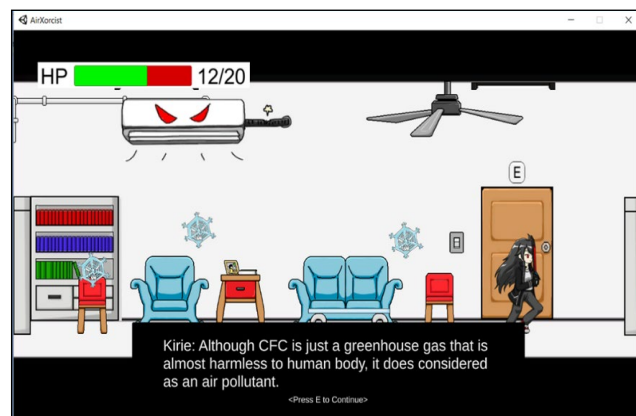 AirXorcist
HP 12/20
E
Kirie: Although CFC is just a greenhouse gas that is
almost harmless to human body, it does considered
as an air pollutant.
<Press E to Continue>